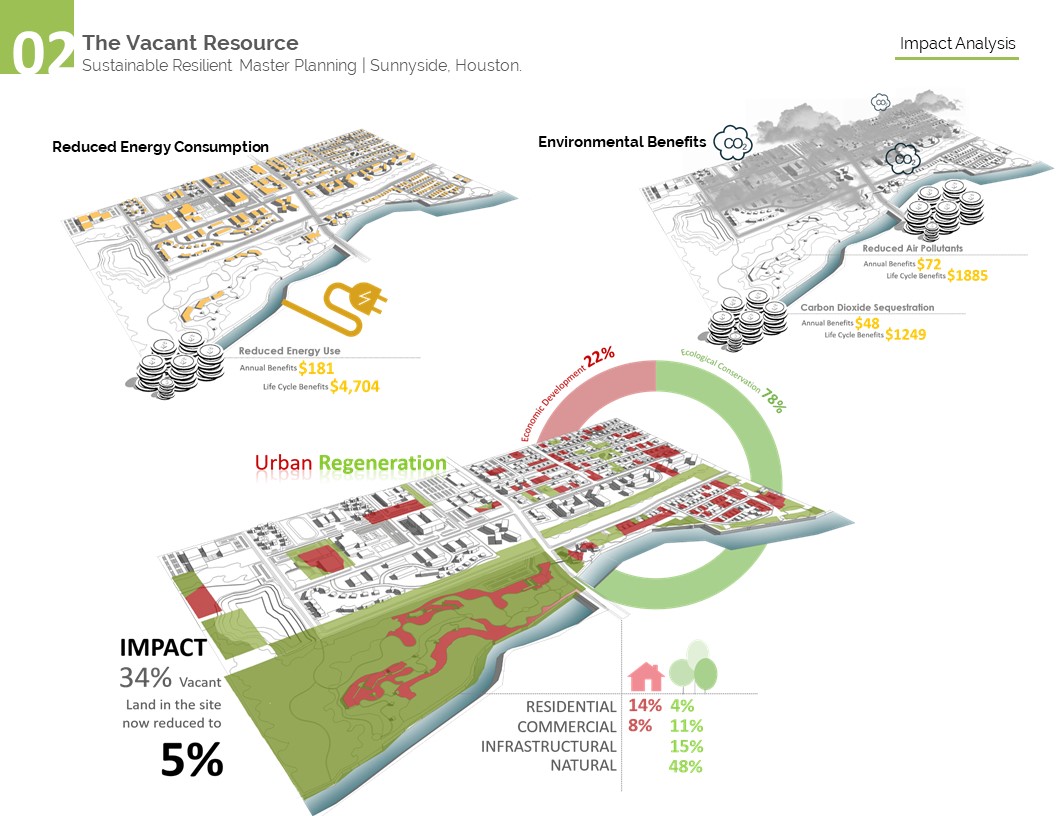 02
The Vacant Resource
Sustainable Resilient Master Planning | Sunnyside, Houston.
Impact Analysis
Reduced Energy Consumption
Reduced Energy Use
Annual Benefits $181
Life Cycle Benefits $4,704
Environmental Benefits
CO2
CO2
CO2
Reduced Air Pollutants
Annual Benefits $72
Life Cycle Benefits $1885
Carbon Dioxide Sequestration
Annual Benefits $48
Life Cycle Benefits $1249
Urban Regeneration
Economic Development 22%
Ecological Conservation 78%
IMPACT
34% Vacant
Land in the site
now reduced to
5%
RESIDENTIAL 14% 4%
COMMERCIAL 8% 11%
INFRASTRUCTURAL 15%
NATURAL 48%